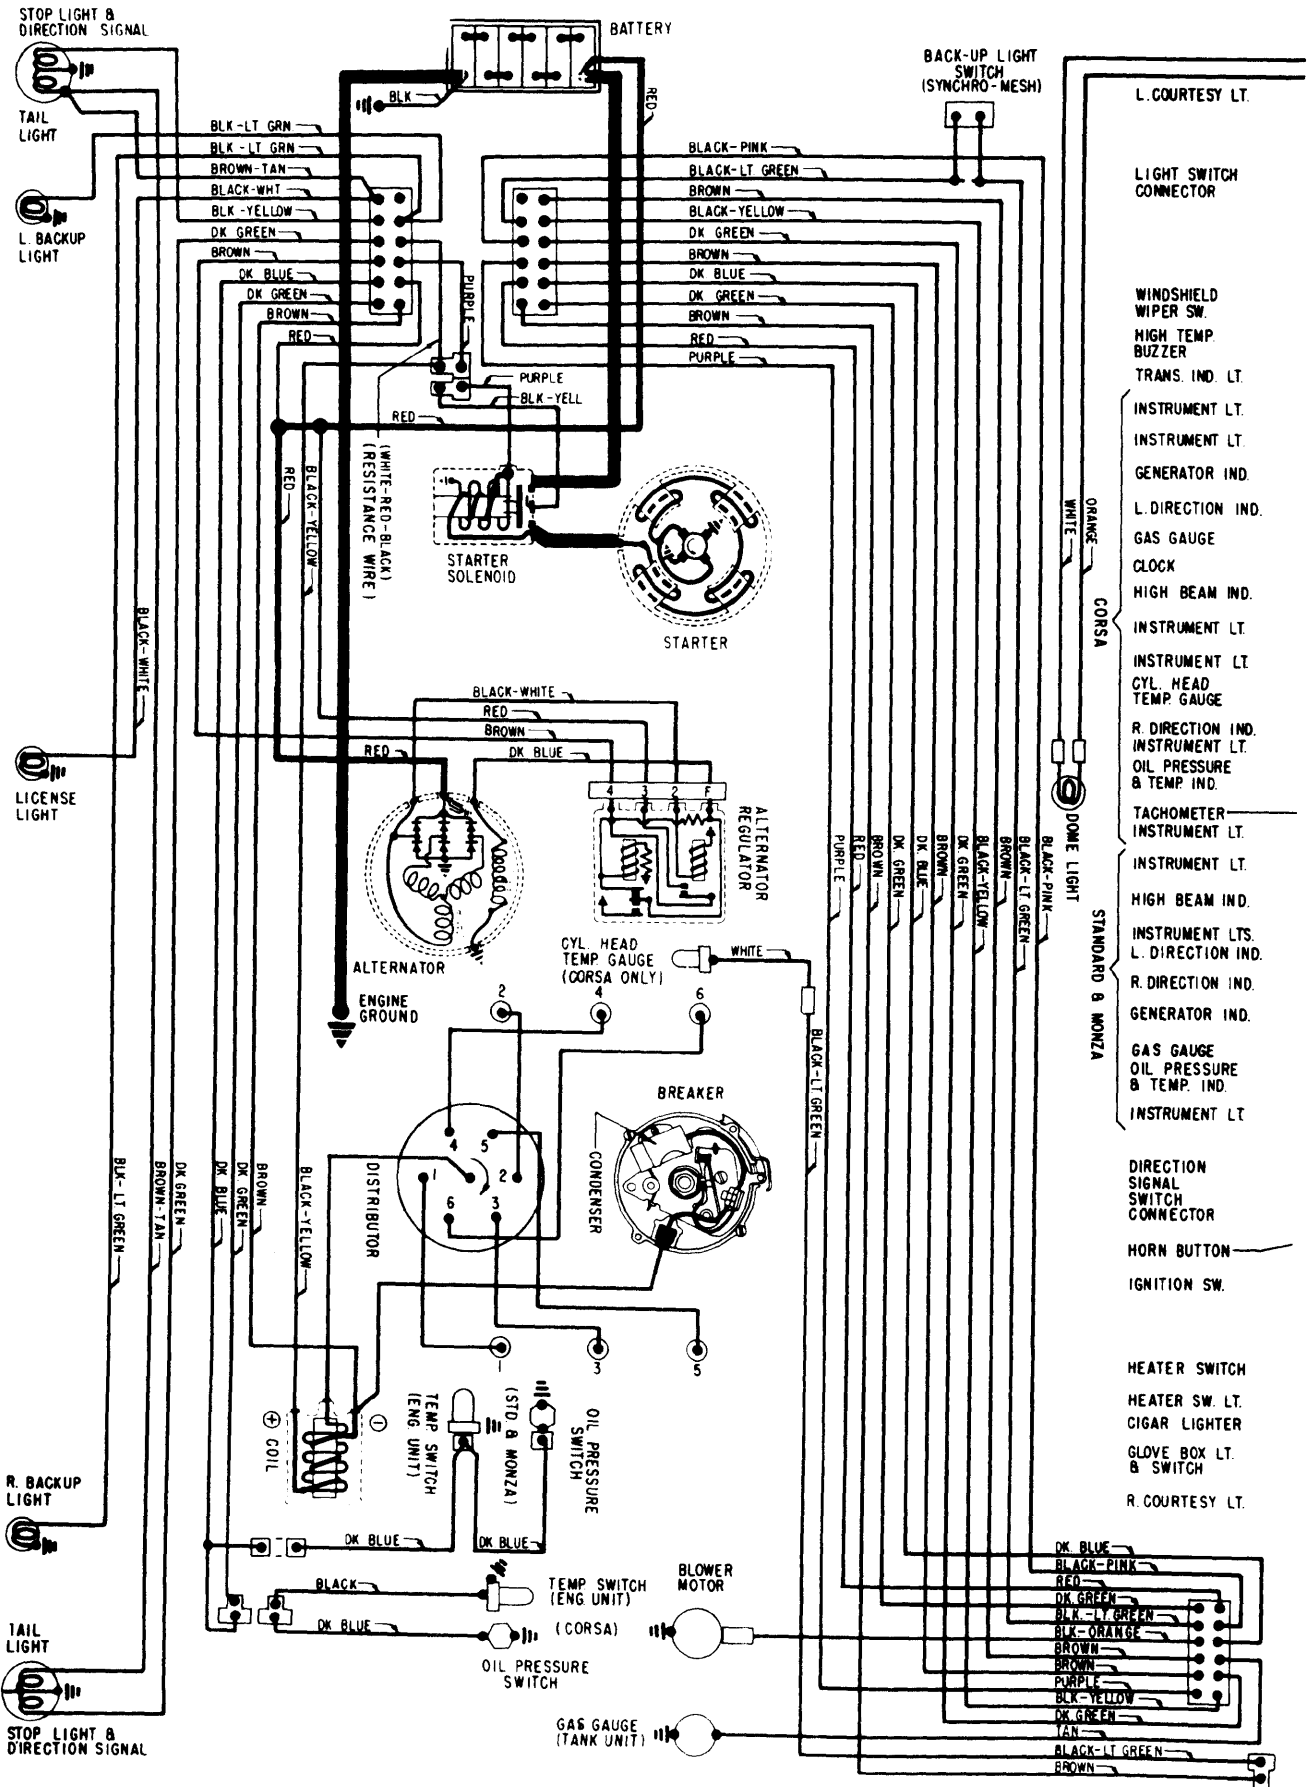 STOP LIGHT &
DIRECTION SIGNAL
TAIL
LIGHT
BATTERY
BLK
RED
BACK-UP LIGHT
SWITCH
(SYNCHRO-MESH)
L. COURTESY LT.
LIGHT SWITCH
CONNECTOR
L. BACKUP
LIGHT
BLK-LT GRN
BLK-LT GRN
BROWN-TAN
BLACK-WHT
BLK-YELLOW
DK GREEN
BROWN
DK BLUE
DK GREEN
BROWN
RED
PURPLE
BLACK-PINK
BLACK-LT GREEN
BROWN
BLACK-YELLOW
DK GREEN
BROWN
DK BLUE
DK GREEN
BROWN
RED
PURPLE
PURPLE
BLK-YELL
RED
(WHITE-RED-BLACK)
(RESISTANCE WIRE)
RED
BLACK-YELLOW
STARTER
SOLENOID
STARTER
WINDSHIELD
WIPER SW.
HIGH TEMP.
BUZZER
TRANS. IND. LT.
CORSA
INSTRUMENT LT.
INSTRUMENT LT.
GENERATOR IND.
L. DIRECTION IND.
GAS GAUGE
CLOCK
HIGH BEAM IND.
INSTRUMENT LT.
INSTRUMENT LT.
CYL. HEAD
TEMP. GAUGE
R. DIRECTION IND.
INSTRUMENT LT.
OIL PRESSURE
& TEMP. IND.
TACHOMETER
INSTRUMENT LT.
WHITE
ORANGE
DOME LIGHT
STANDARD & MONZA
INSTRUMENT LT.
HIGH BEAM IND.
INSTRUMENT LTS.
L. DIRECTION IND.
R. DIRECTION IND.
GENERATOR IND.
GAS GAUGE
OIL PRESSURE
& TEMP. IND.
INSTRUMENT LT.
DIRECTION
SIGNAL
SWITCH
CONNECTOR
HORN BUTTON
IGNITION SW.
HEATER SWITCH
HEATER SW. LT.
CIGAR LIGHTER
GLOVE BOX LT.
& SWITCH
R. COURTESY LT.
BLACK-WHITE
LICENSE
LIGHT
BLACK-WHITE
RED
BROWN
RED
DK BLUE
4 3 2 F
ALTERNATOR
REGULATOR
ALTERNATOR
ENGINE
GROUND
CYL. HEAD
TEMP. GAUGE
(CORSA ONLY)
WHITE
BLACK-LT GREEN
PURPLE
RED
BROWN
DK. GREEN
DK. BLUE
BROWN
DK GREEN
BLACK-YELLOW
BROWN
BLACK-LT GREEN
BLACK-PINK
2 4 6
BREAKER
CONDENSER
DISTRIBUTOR
4 5
1 2
6 3
1 3 5
BLK-LT GREEN
BROWN-TAN
DK GREEN
DK BLUE
DK. GREEN
BROWN
BLACK-YELLOW
+ COIL -
TEMP. SWITCH
(ENG UNIT)
(STD. & MONZA)
OIL PRESSURE
SWITCH
R. BACKUP
LIGHT
DK BLUE
DK BLUE
BLACK
DK BLUE
TEMP. SWITCH
(ENG. UNIT)
(CORSA)
OIL PRESSURE
SWITCH
BLOWER
MOTOR
GAS GAUGE
(TANK UNIT)
TAIL
LIGHT
STOP LIGHT &
DIRECTION SIGNAL
DK. BLUE
BLACK-PINK
RED
DK. GREEN
BLK.-LT. GREEN
BLK-ORANGE
BROWN
BROWN
PURPLE
BLK-YELLOW
DK. GREEN
TAN
BLACK-LT GREEN
BROWN